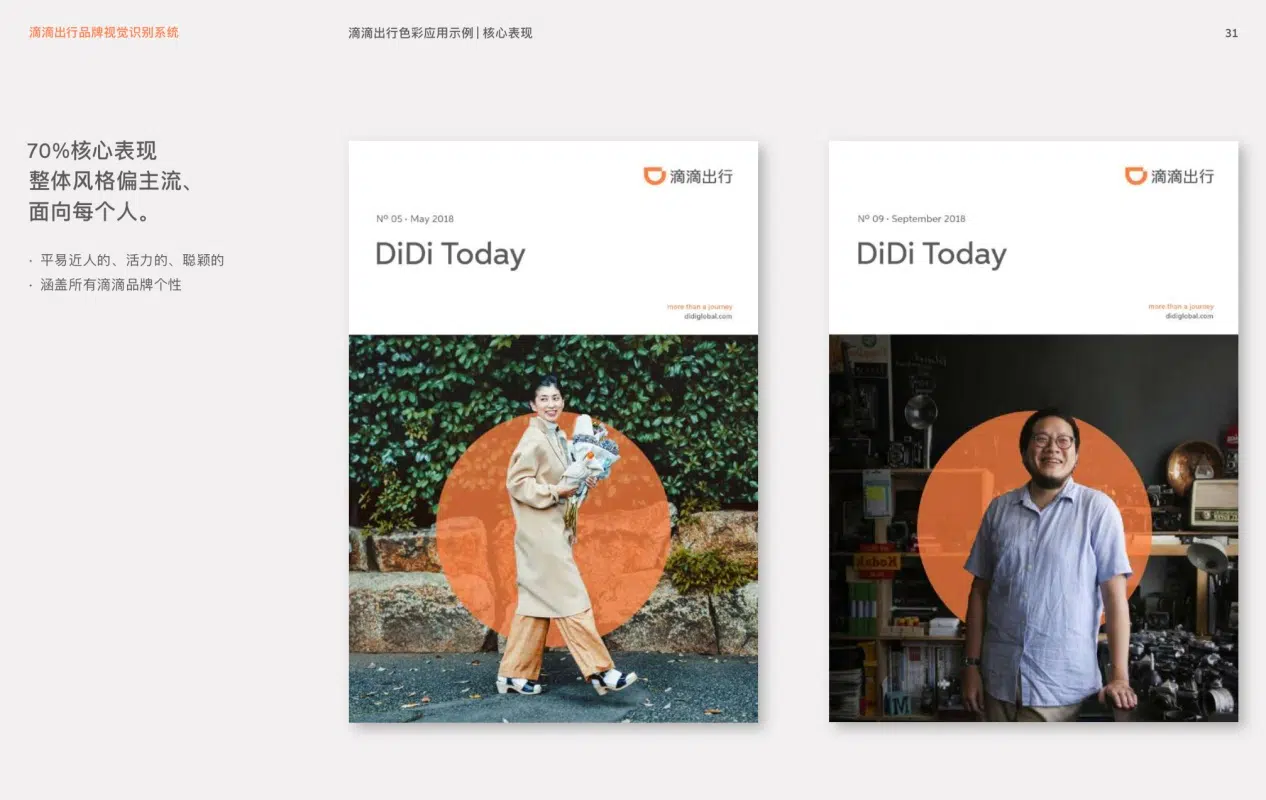 滴滴出行品牌视觉识别系统
滴滴出行色彩应用示例 | 核心表现
31
70%核心表现
整体风格偏主流、
面向每个人。
· 平易近人的、活力的、聪颖的
· 涵盖所有滴滴品牌个性
滴滴出行
Nº 05 · May 2018
DiDi Today
more than a journey
didiglobal.com
滴滴出行
Nº 09 · September 2018
DiDi Today
more than a journey
didiglobal.com
Kodak